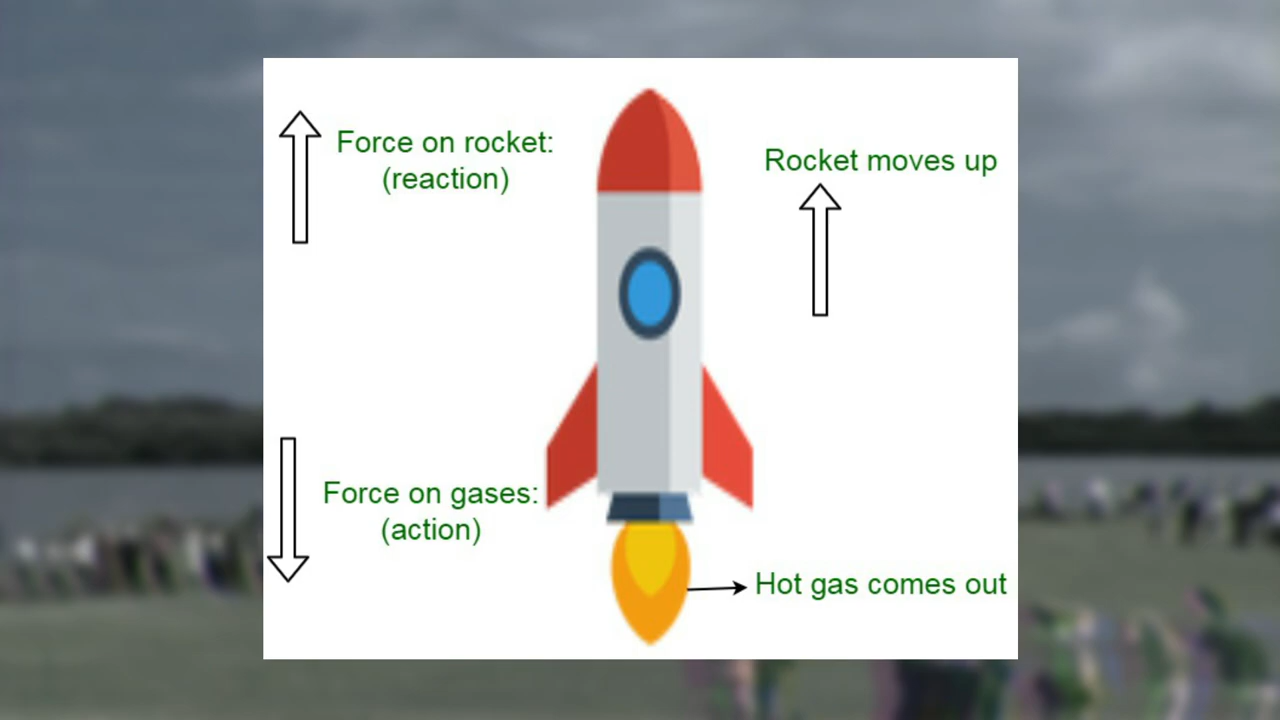 Force on rocket:
(reaction)
Rocket moves up
Force on gases:
(action)
Hot gas comes out